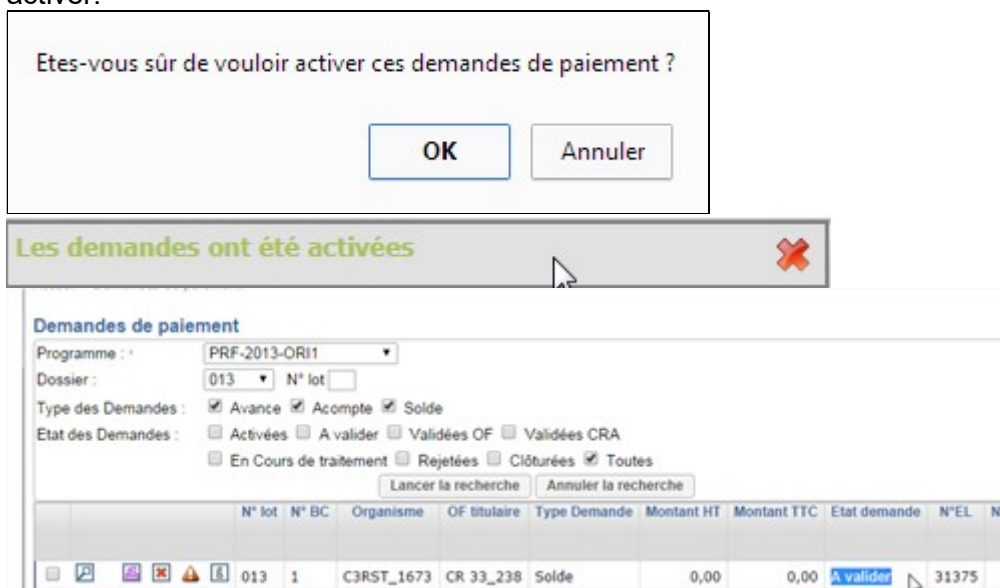 Etes-vous sûr de vouloir activer ces demandes de paiement ?
OK Annuler
Les demandes ont été activées
Demandes de paiement
Programme : * PRF-2013-ORI1
Dossier : 013 N° lot
Type des Demandes : Avance Acompte Solde
Etat des Demandes : Activées A valider Validées OF Validées CRA
En Cours de traitement Rejetées Clôturées Toutes
Lancer la recherche Annuler la recherche
N° lot N° BC Organisme OF titulaire Type Demande Montant HT Montant TTC Etat demande N°EL
013 1 C3RST_1673 CR 33_238 Solde 0,00 0,00 A valider 31375